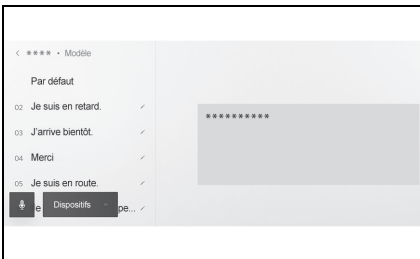 < **** • Modèle
Par défaut
02 Je suis en retard.
03 J'arrive bientôt.
04 Merci
05 Je suis en route.
Dispositifs
pe...
**********